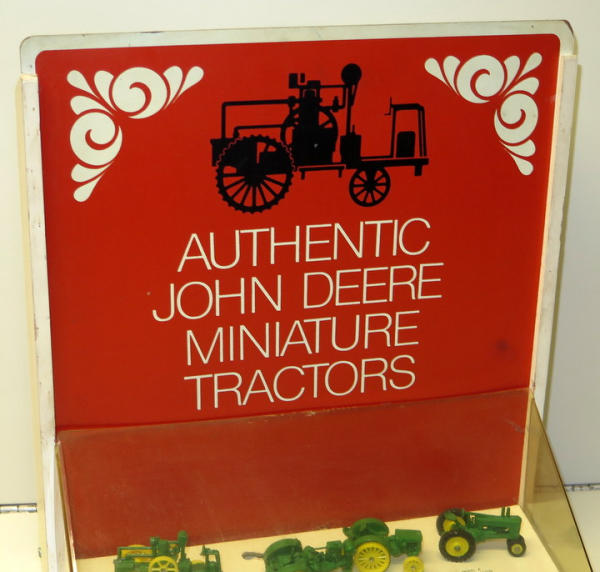 AUTHENTIC
JOHN DEERE
MINIATURE
TRACTORS